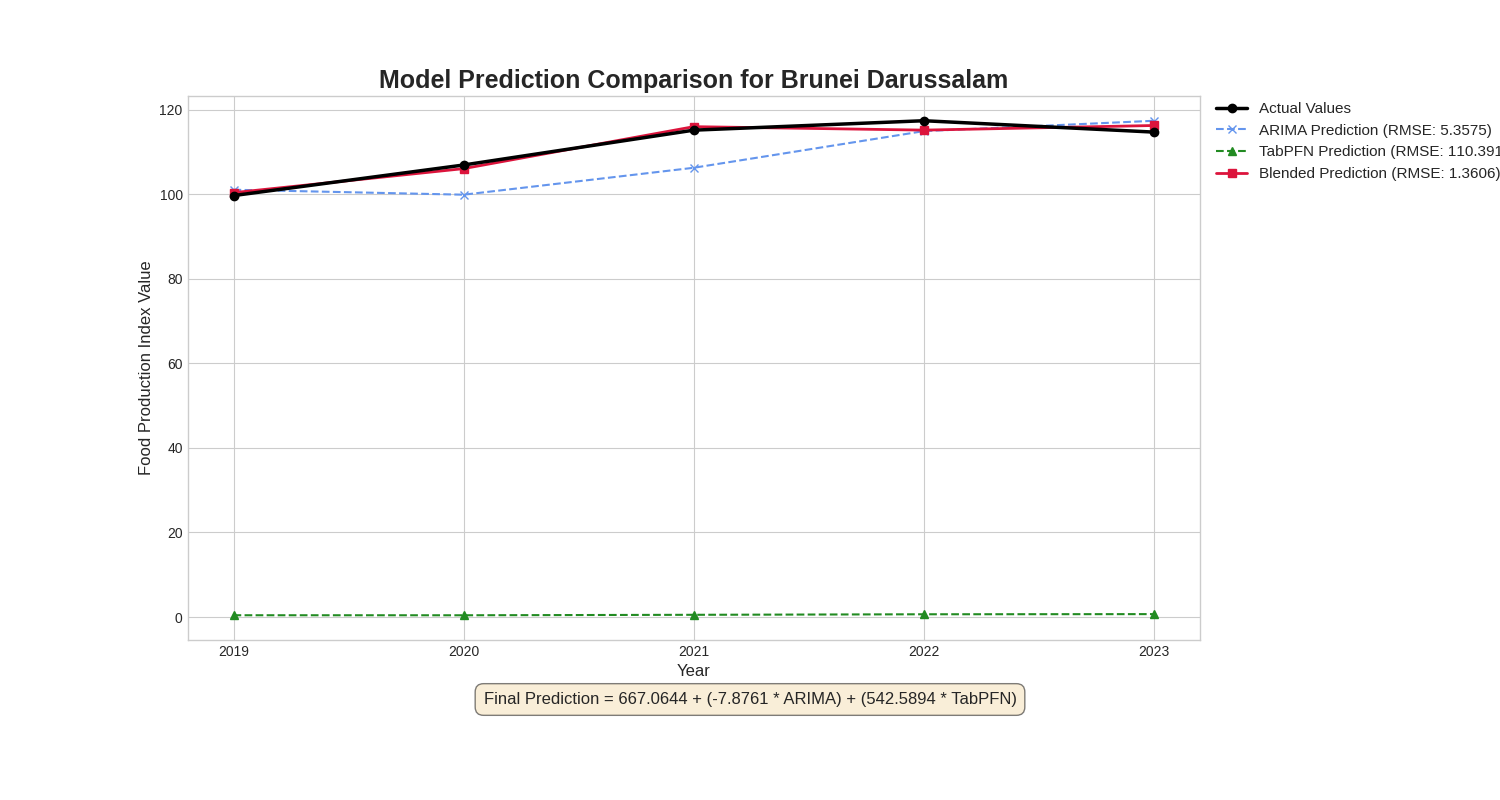 Model Prediction Comparison for Brunei Darussalam
120
100
80
60
40
20
0
Food Production Index Value
2019 2020 2021 2022 2023
Year
Final Prediction = 667.0644 + (-7.8761 * ARIMA) + (542.5894 * TabPFN)
Actual Values
ARIMA Prediction (RMSE: 5.3575)
TabPFN Prediction (RMSE: 110.391
Blended Prediction (RMSE: 1.3606)